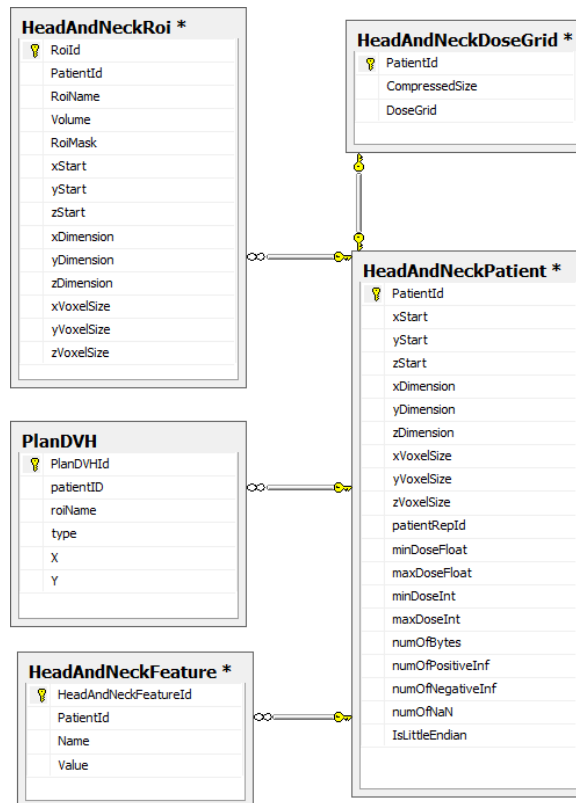 HeadAndNeckRoi *
RoiId
PatientId
RoiName
Volume
RoiMask
xStart
yStart
zStart
xDimension
yDimension
zDimension
xVoxelSize
yVoxelSize
zVoxelSize
HeadAndNeckDoseGrid *
PatientId
CompressedSize
DoseGrid
HeadAndNeckPatient *
PatientId
xStart
yStart
zStart
xDimension
yDimension
zDimension
xVoxelSize
yVoxelSize
zVoxelSize
patientRepId
minDoseFloat
maxDoseFloat
minDoseInt
maxDoseInt
numOfBytes
numOfPositiveInf
numOfNegativeInf
numOfNaN
IsLittleEndian
PlanDVH
PlanDVHId
patientID
roiName
type
X
Y
HeadAndNeckFeature *
HeadAndNeckFeatureId
PatientId
Name
Value